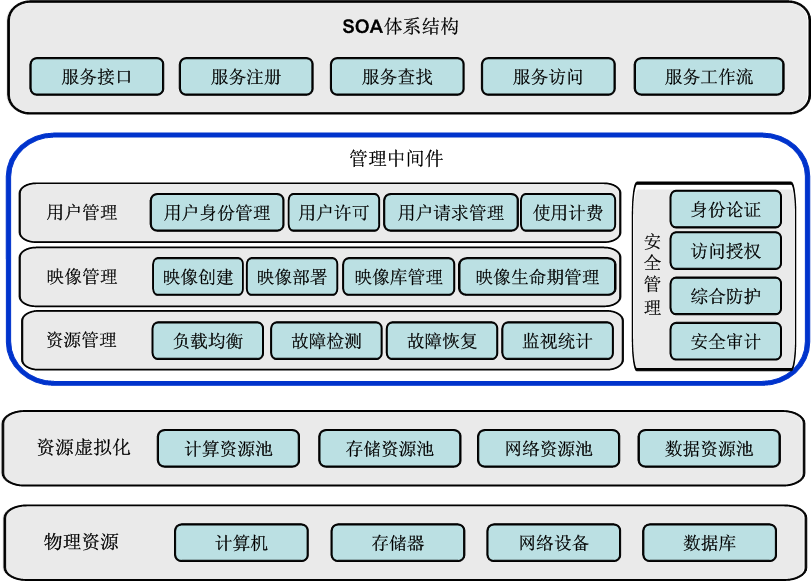 SOA体系结构
服务接口 服务注册 服务查找 服务访问 服务工作流
管理中间件
用户管理 用户身份管理 用户许可 用户请求管理 使用计费
映像管理 映像创建 映像部署 映像库管理 映像生命期管理
资源管理 负载均衡 故障检测 故障恢复 监视统计
安全管理
身份论证
访问授权
综合防护
安全审计
资源虚拟化 计算资源池 存储资源池 网络资源池 数据资源池
物理资源 计算机 存储器 网络设备 数据库